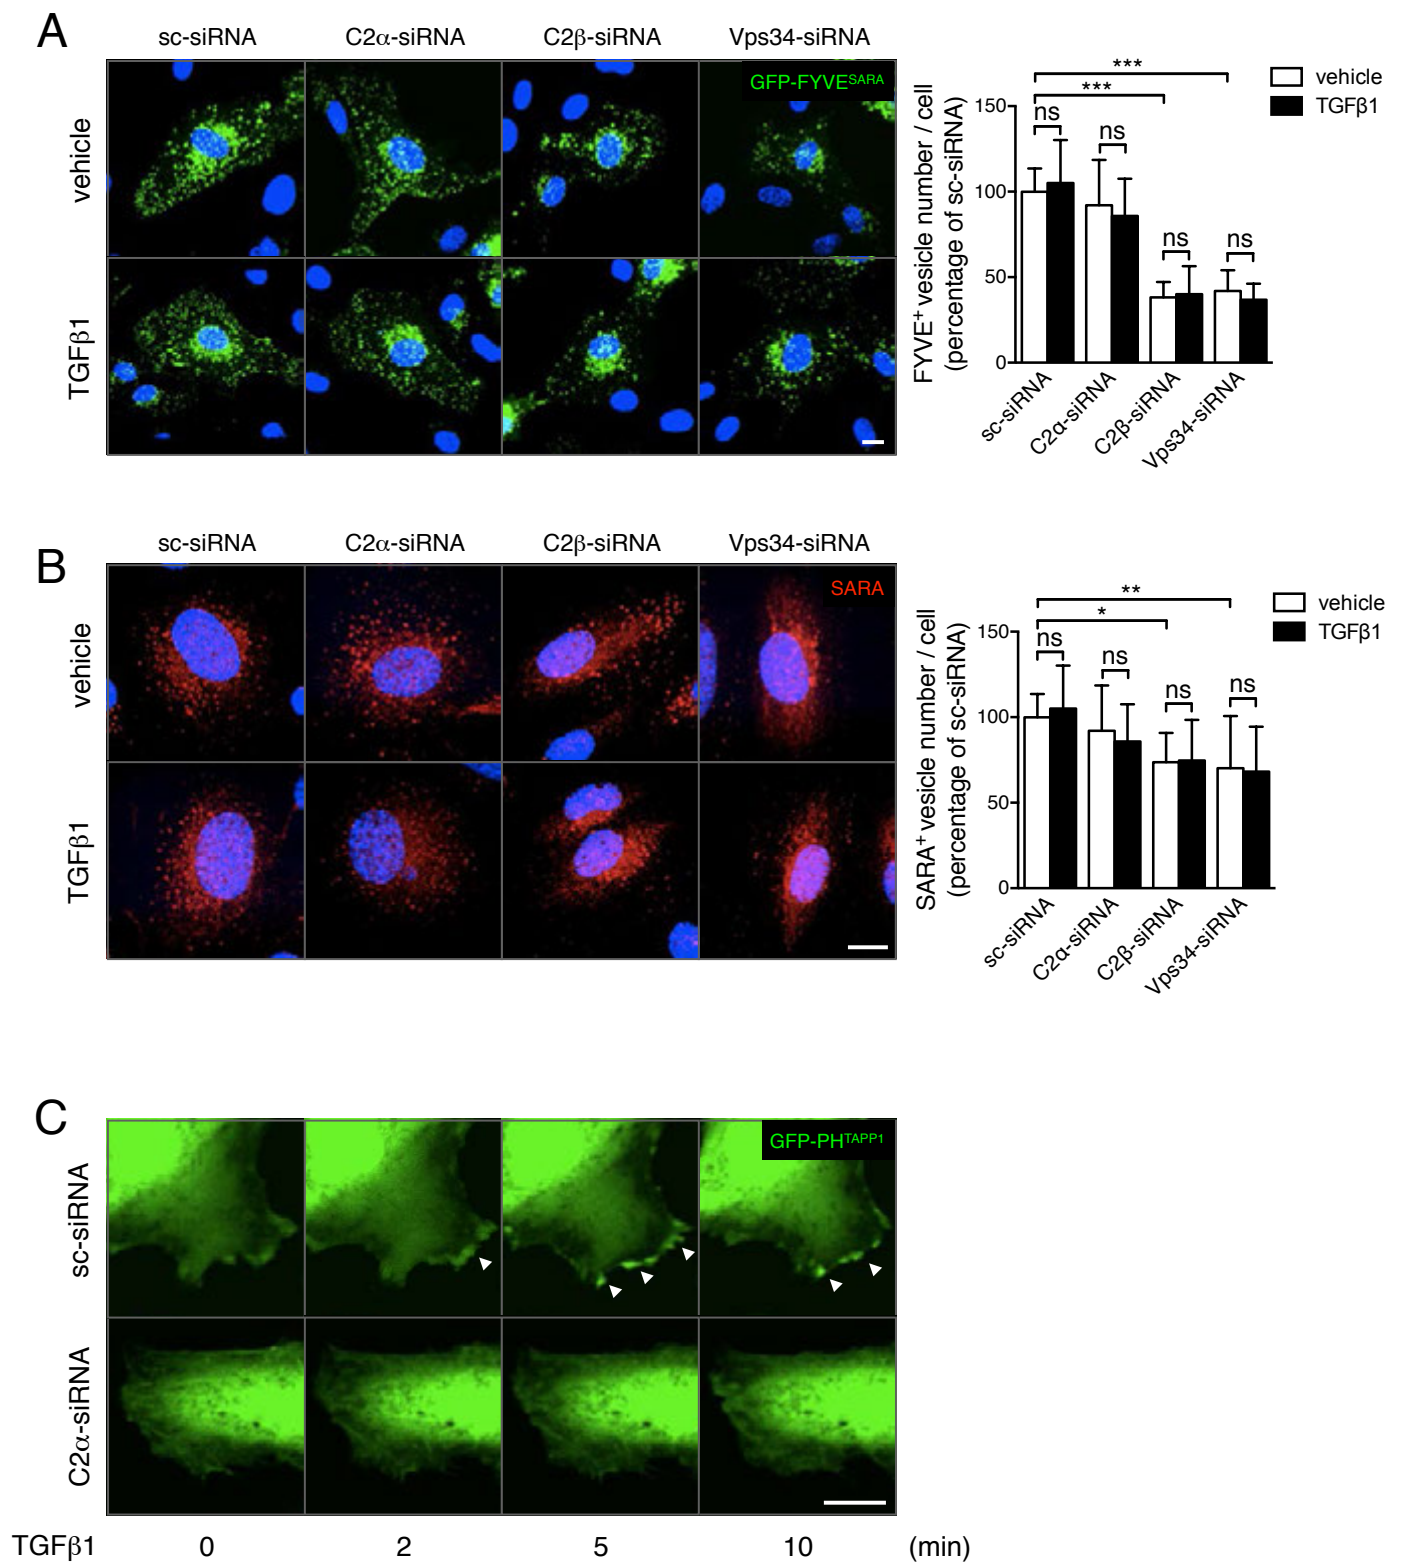 A
sc-siRNA C2α-siRNA C2β-siRNA Vps34-siRNA
GFP-FYVE^SARA
vehicle
TGFβ1
FYVE⁺ vesicle number / cell
(percentage of sc-siRNA)
150
100
50
0
***
***
ns
ns
ns
ns
vehicle
TGFβ1
sc-siRNA
C2α-siRNA
C2β-siRNA
Vps34-siRNA
B
sc-siRNA C2α-siRNA C2β-siRNA Vps34-siRNA
SARA
vehicle
TGFβ1
SARA⁺ vesicle number / cell
(percentage of sc-siRNA)
150
100
50
0
**
*
ns
ns
ns
ns
vehicle
TGFβ1
sc-siRNA
C2α-siRNA
C2β-siRNA
Vps34-siRNA
C
GFP-PH^TAPP1
sc-siRNA
C2α-siRNA
TGFβ1 0 2 5 10 (min)